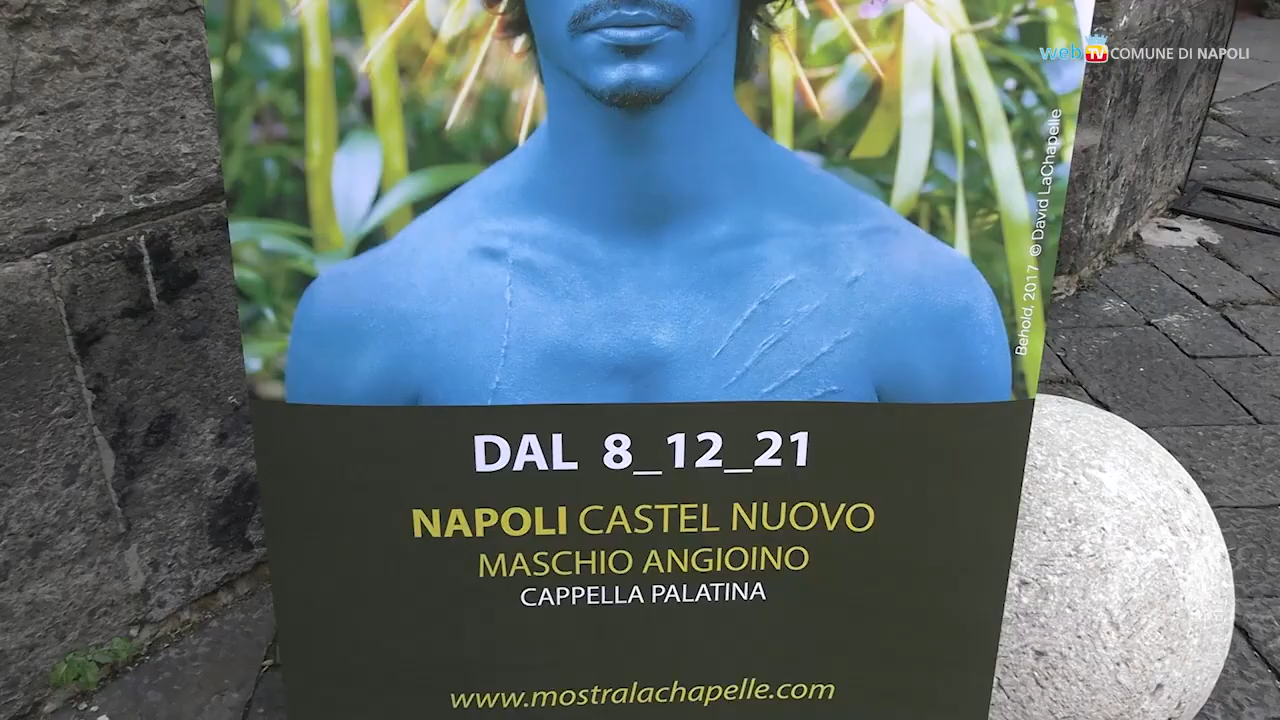 web TV COMUNE DI NAPOLI
Behold, 2017 © David LaChapelle
DAL 8_12_21
NAPOLI CASTEL NUOVO
MASCHIO ANGIOINO
CAPPELLA PALATINA
www.mostralachapelle.com